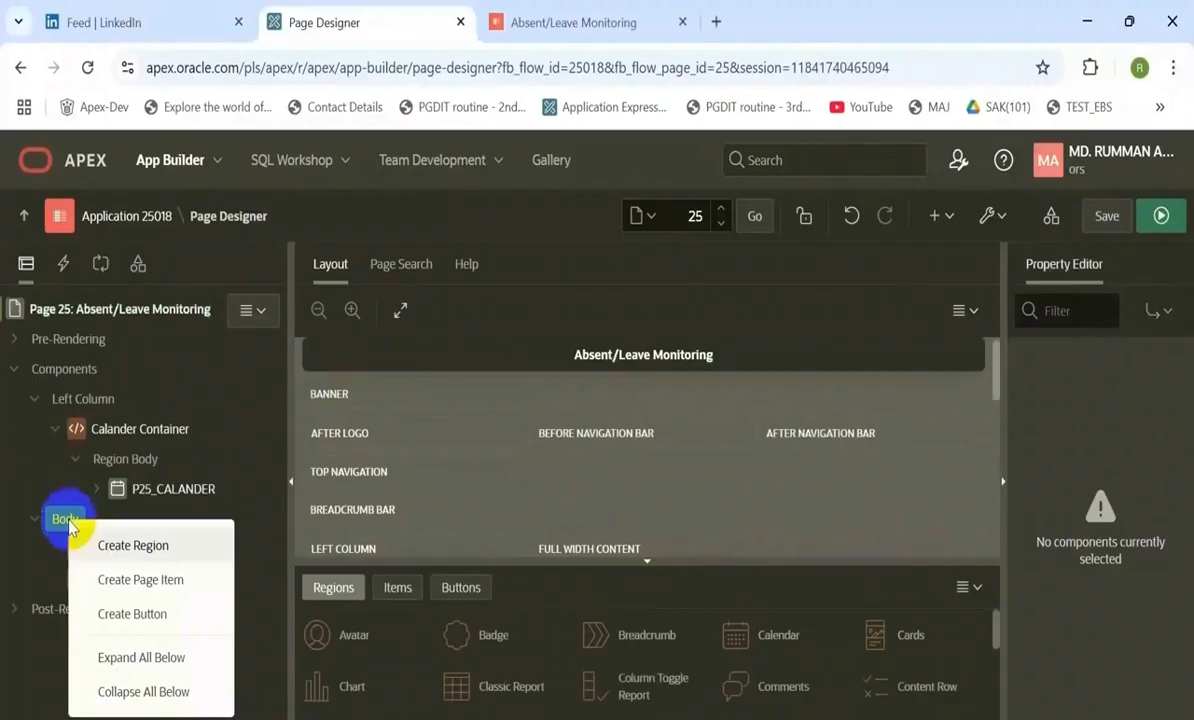 Feed | LinkedIn
Page Designer
Absent/Leave Monitoring
apex.oracle.com/pls/apex/r/apex/app-builder/page-designer?fb_flow_id=25018&fb_flow_page_id=25&session=11841740465094
R
Apex-Dev
Explore the world of...
Contact Details
PGDIT routine - 2nd...
Application Express...
PGDIT routine - 3rd...
YouTube
MAJ
SAK(101)
TEST_EBS
»
APEX
App Builder
SQL Workshop
Team Development
Gallery
Search
MA
MD. RUMMAN A...
ors
Application 25018 \ Page Designer
25
Go
Save
Layout
Page Search
Help
Property Editor
Page 25: Absent/Leave Monitoring
Filter
Pre-Rendering
Components
Left Column
Calander Container
Region Body
P25_CALANDER
Body
Create Region
Create Page Item
Create Button
Post-Re
Expand All Below
Collapse All Below
Absent/Leave Monitoring
BANNER
AFTER LOGO
BEFORE NAVIGATION BAR
AFTER NAVIGATION BAR
TOP NAVIGATION
BREADCRUMB BAR
LEFT COLUMN
FULL WIDTH CONTENT
No components currently
selected
Regions
Items
Buttons
Avatar
Badge
Breadcrumb
Calendar
Cards
Chart
Classic Report
Column Toggle
Report
Comments
Content Row